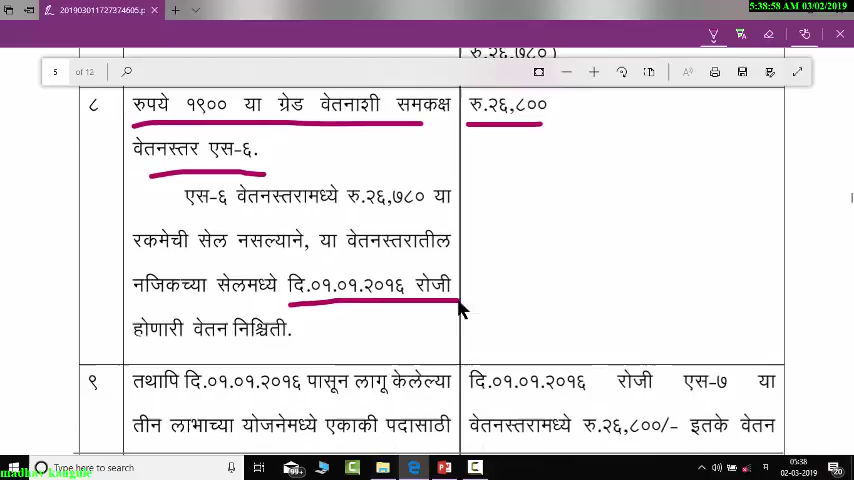 5:38:58 AM 03/02/2019
201903011727374605.p
रु.२६,७८०)
5 of 12
८ रुपये १९०० या ग्रेड वेतनाशी समकक्ष रु.२६,८००
वेतनस्तर एस-६.
एस-६ वेतनस्तरामध्ये रु.२६,७८० या
रकमेची सेल नसल्याने, या वेतनस्तरातील
नजिकच्या सेलमध्ये दि.०१.०१.२०१६ रोजी
होणारी वेतन निश्चिती.
९ तथापि दि.०१.०१.२०१६ पासून लागू केलेल्या दि.०१.०१.२०१६ रोजी एस-७ या
तीन लाभाच्या योजनेमध्ये एकाकी पदासाठी वेतनस्तरामध्ये रु.२६,८००/- इतके वेतन
Type here to search
99+
म
05:38
02-03-2019
20